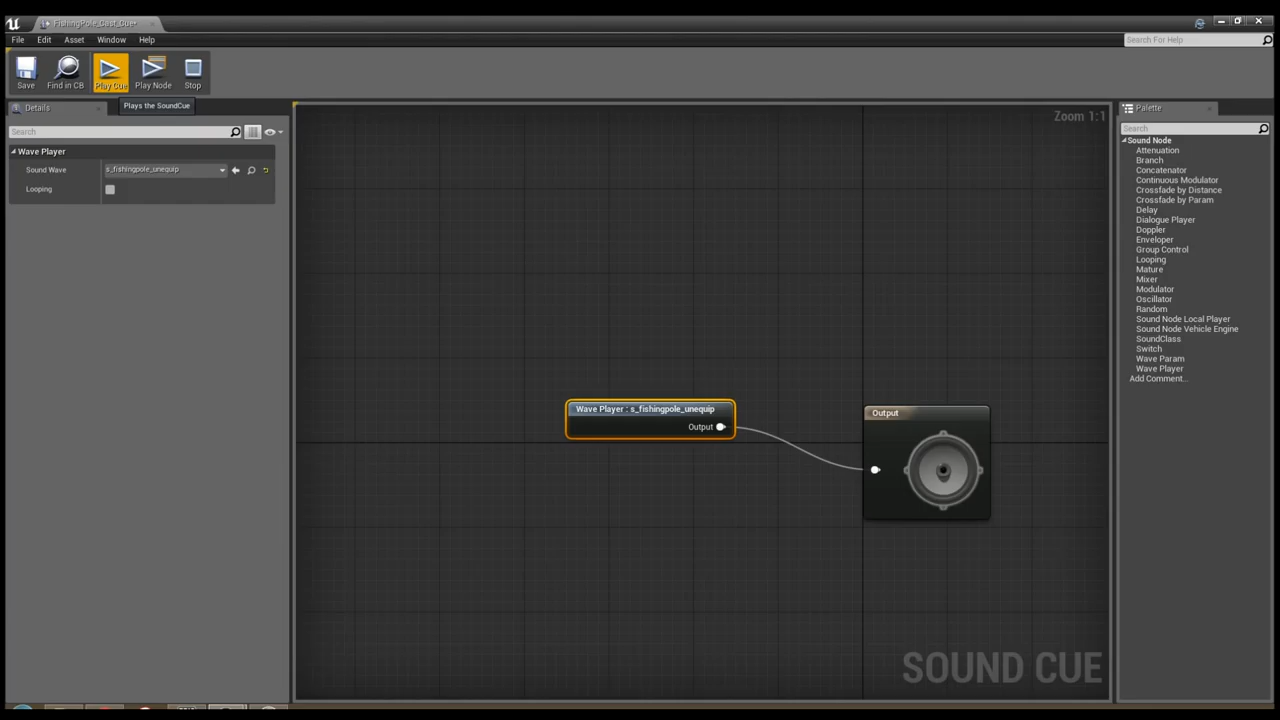 FishingPole_Cast_Cue*
File Edit Asset Window Help
Search For Help
Save Find in CB Play Cue Play Node Stop
Plays the SoundCue
Details
Search
Wave Player
Sound Wave s_fishingpole_unequip
Looping
Zoom 1:1
Wave Player : s_fishingpole_unequip
Output
Output
SOUND CUE
Palette
Search
Sound Node
Attenuation
Branch
Concatenator
Continuous Modulator
Crossfade by Distance
Crossfade by Param
Delay
Dialogue Player
Doppler
Enveloper
Group Control
Looping
Mature
Mixer
Modulator
Oscillator
Random
Sound Node Local Player
Sound Node Vehicle Engine
SoundClass
Switch
Wave Param
Wave Player
Add Comment...